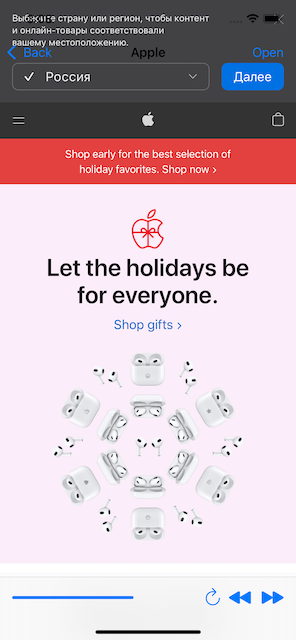 Выберите страну или регион, чтобы контент
и онлайн-товары соответствовали
вашему местоположению.
Back
Apple
Open
Россия
Далее
Shop early for the best selection of
holiday favorites. Shop now ›
Let the holidays be
for everyone.
Shop gifts ›